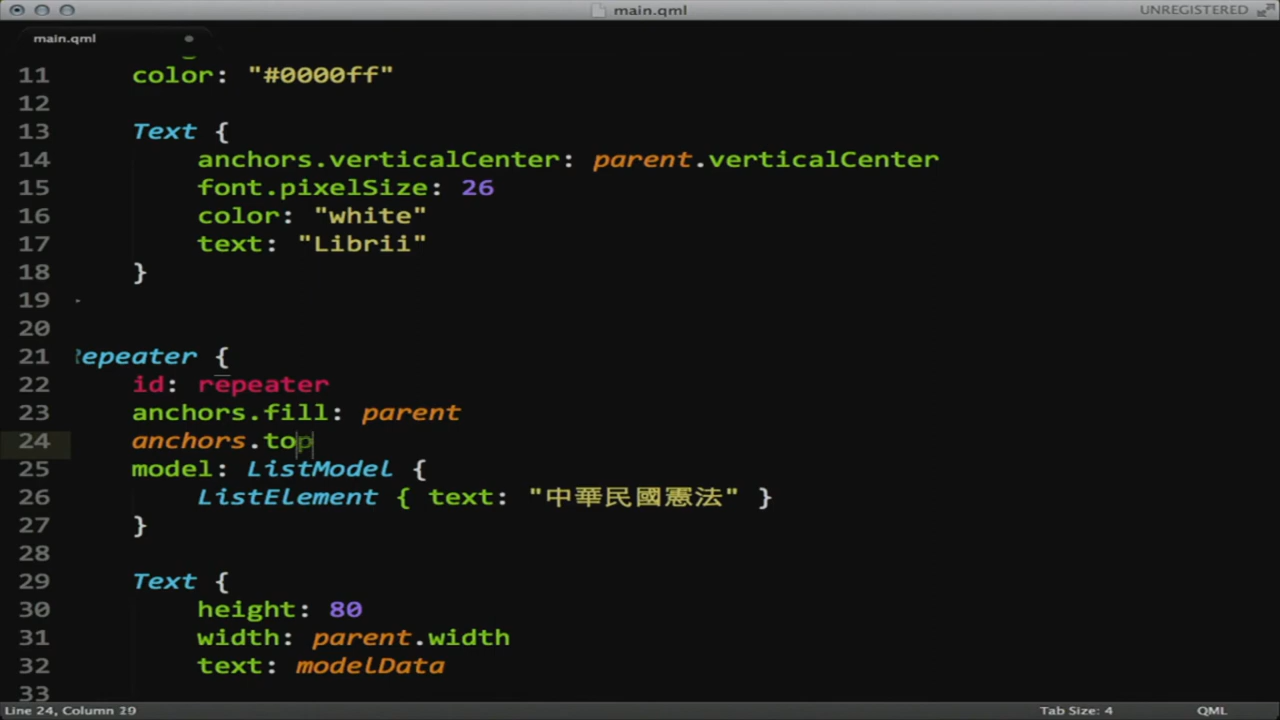 main.qml
UNREGISTERED
main.qml
11 color: "#0000ff"
12
13 Text {
14 anchors.verticalCenter: parent.verticalCenter
15 font.pixelSize: 26
16 color: "white"
17 text: "Librii"
18 }
19
20
21 Repeater {
22 id: repeater
23 anchors.fill: parent
24 anchors.top
25 model: ListModel {
26 ListElement { text: "中華民國憲法" }
27 }
28
29 Text {
30 height: 80
31 width: parent.width
32 text: modelData
33
Line 24, Column 29
Tab Size: 4
QML